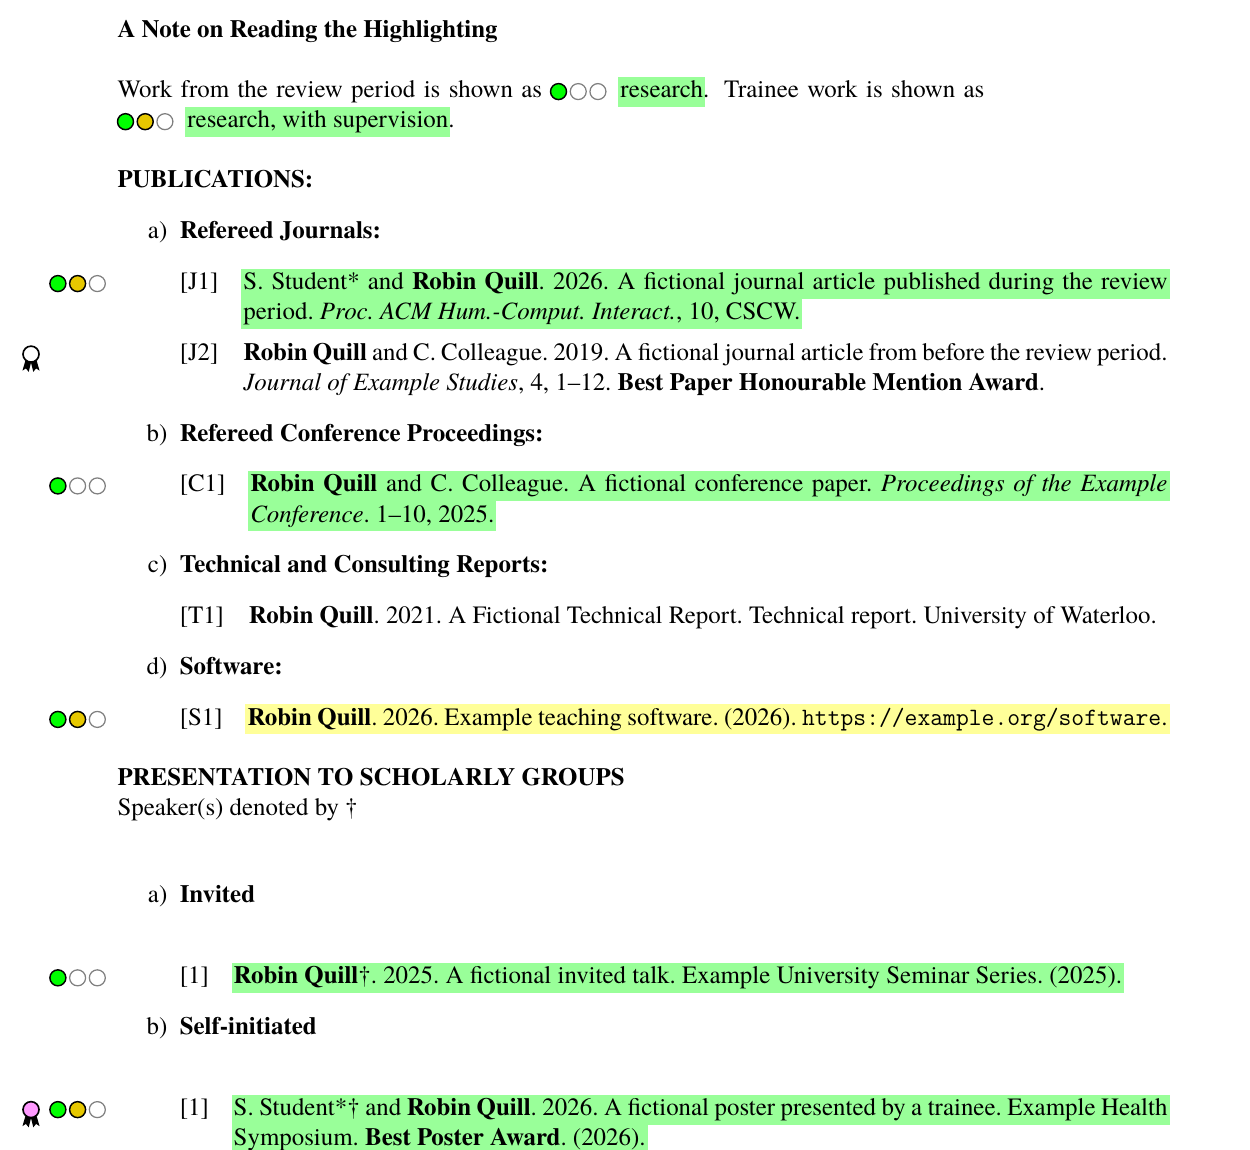 A Note on Reading the Highlighting
Work from the review period is shown as research. Trainee work is shown as
research, with supervision.
PUBLICATIONS:
a) Refereed Journals:
[J1] S. Student* and Robin Quill. 2026. A fictional journal article published during the review
period. Proc. ACM Hum.-Comput. Interact., 10, CSCW.
[J2] Robin Quill and C. Colleague. 2019. A fictional journal article from before the review period.
Journal of Example Studies, 4, 1–12. Best Paper Honourable Mention Award.
b) Refereed Conference Proceedings:
[C1] Robin Quill and C. Colleague. A fictional conference paper. Proceedings of the Example
Conference. 1–10, 2025.
c) Technical and Consulting Reports:
[T1] Robin Quill. 2021. A Fictional Technical Report. Technical report. University of Waterloo.
d) Software:
[S1] Robin Quill. 2026. Example teaching software. (2026). https://example.org/software.
PRESENTATION TO SCHOLARLY GROUPS
Speaker(s) denoted by †
a) Invited
[1] Robin Quill†. 2025. A fictional invited talk. Example University Seminar Series. (2025).
b) Self-initiated
[1] S. Student*† and Robin Quill. 2026. A fictional poster presented by a trainee. Example Health
Symposium. Best Poster Award. (2026).